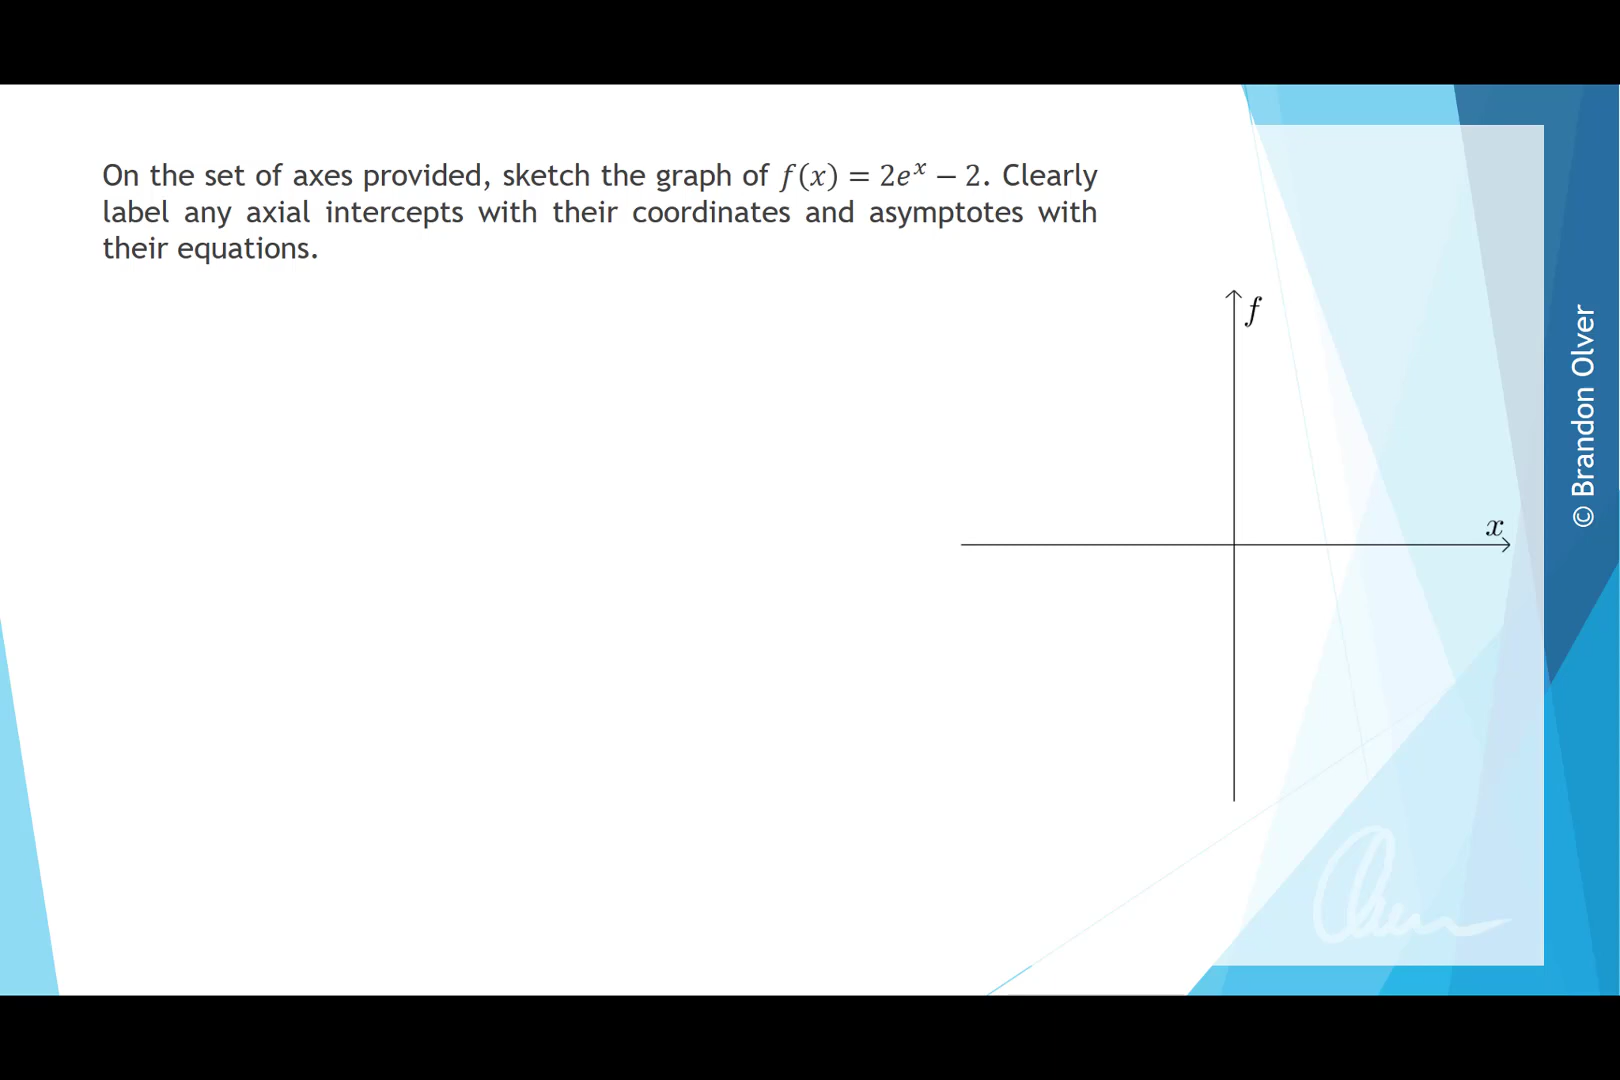 On the set of axes provided, sketch the graph of f(x) = 2eˣ − 2. Clearly
label any axial intercepts with their coordinates and asymptotes with
their equations.
f
x
© Brandon Olver